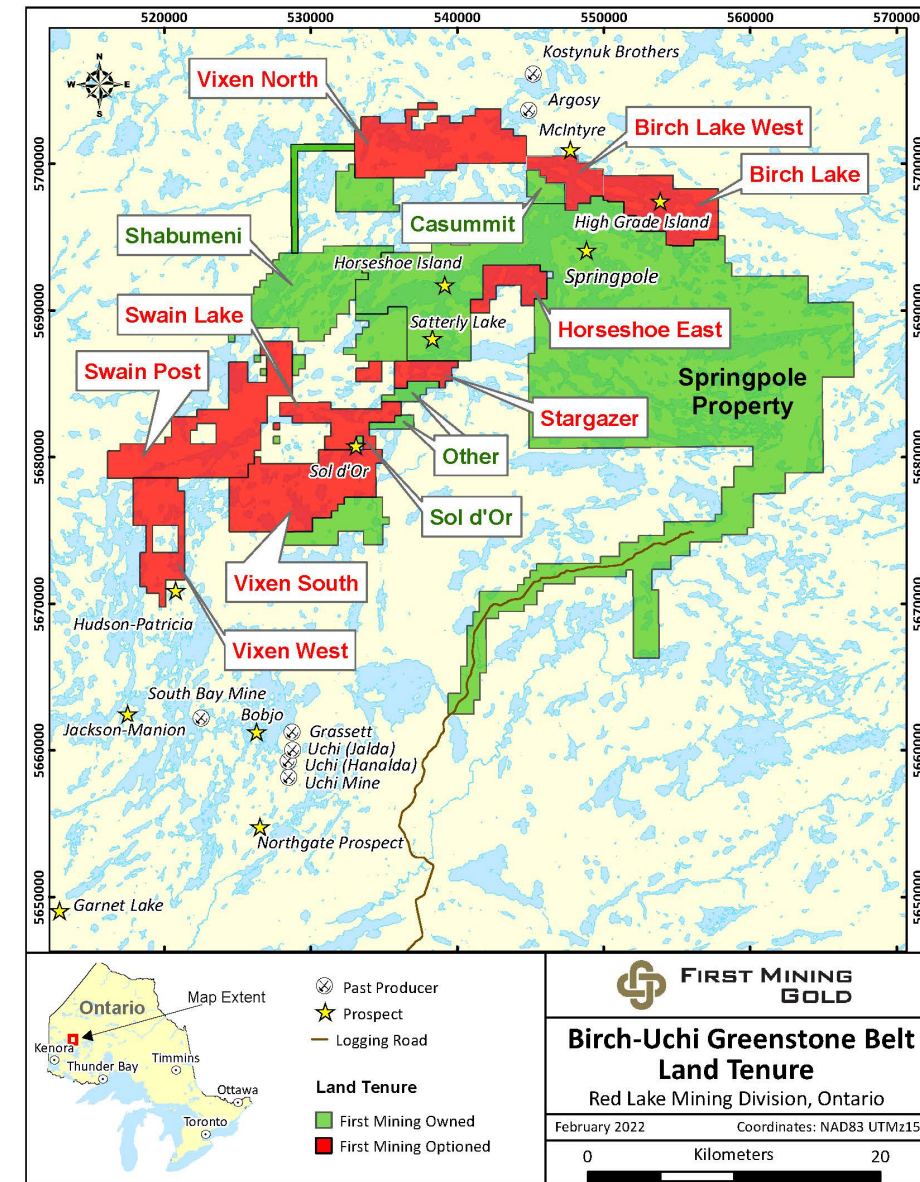 520000
530000
540000
550000
560000
570000
Kostynuk Brothers
N
W
E
S
Vixen North
Argosy
McIntyre
Birch Lake West
5700000
5700000
Birch Lake
Casummit
High Grade Island
Shabumeni
Horseshoe Island
Springpole
5690000
5690000
Swain Lake
Satterly Lake
Horseshoe East
Swain Post
Springpole
Property
Stargazer
5680000
5680000
Other
Sol d'Or
Sol d'Or
Vixen South
5670000
5670000
Hudson-Patricia
Vixen West
South Bay Mine
Bobjo
Jackson-Manion
Grassett
Uchi (Jalda)
5660000
5660000
Uchi (Hanalda)
Uchi Mine
Northgate Prospect
5650000
5650000
Garnet Lake
Ontario
Map Extent
Kenora
Thunder Bay
Timmins
Ottawa
Toronto
Past Producer
Prospect
Logging Road
Land Tenure
First Mining Owned
First Mining Optioned
FIRST MINING
GOLD
Birch-Uchi Greenstone Belt
Land Tenure
Red Lake Mining Division, Ontario
February 2022
Coordinates: NAD83 UTMz15
0
Kilometers
20